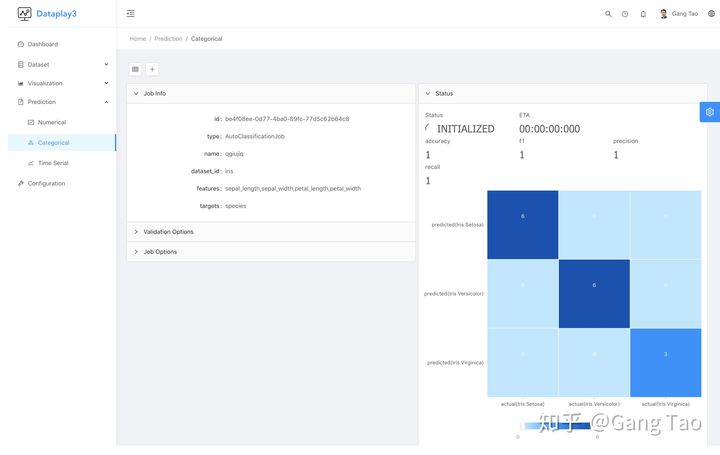 Dataplay3
Gang Tao
Home / Prediction / Categorical
Dashboard
Dataset
Visualization
Prediction
Numerical
Categorical
Time Serial
Configuration
Job Info
id: be4f08ee-0d77-4ba0-89fc-77d5c62b64c8
type: AutoClassificationJob
name: qgiujiq
dataset_id: iris
features: sepal_length,sepal_width,petal_length,petal_width
targets: species
Validation Options
Job Options
Status
Status ETA
INITIALIZED 00:00:00:000
accuracy f1 precision
1 1 1
recall
1
predicted(Iris Setosa) 6 0 0
predicted(Iris Versicolor) 0 6 0
predicted(Iris Virginica) 0 0 3
actual(Iris Setosa) actual(Iris Versicolor) actual(Iris Virginica)
0 6
知乎 @Gang Tao